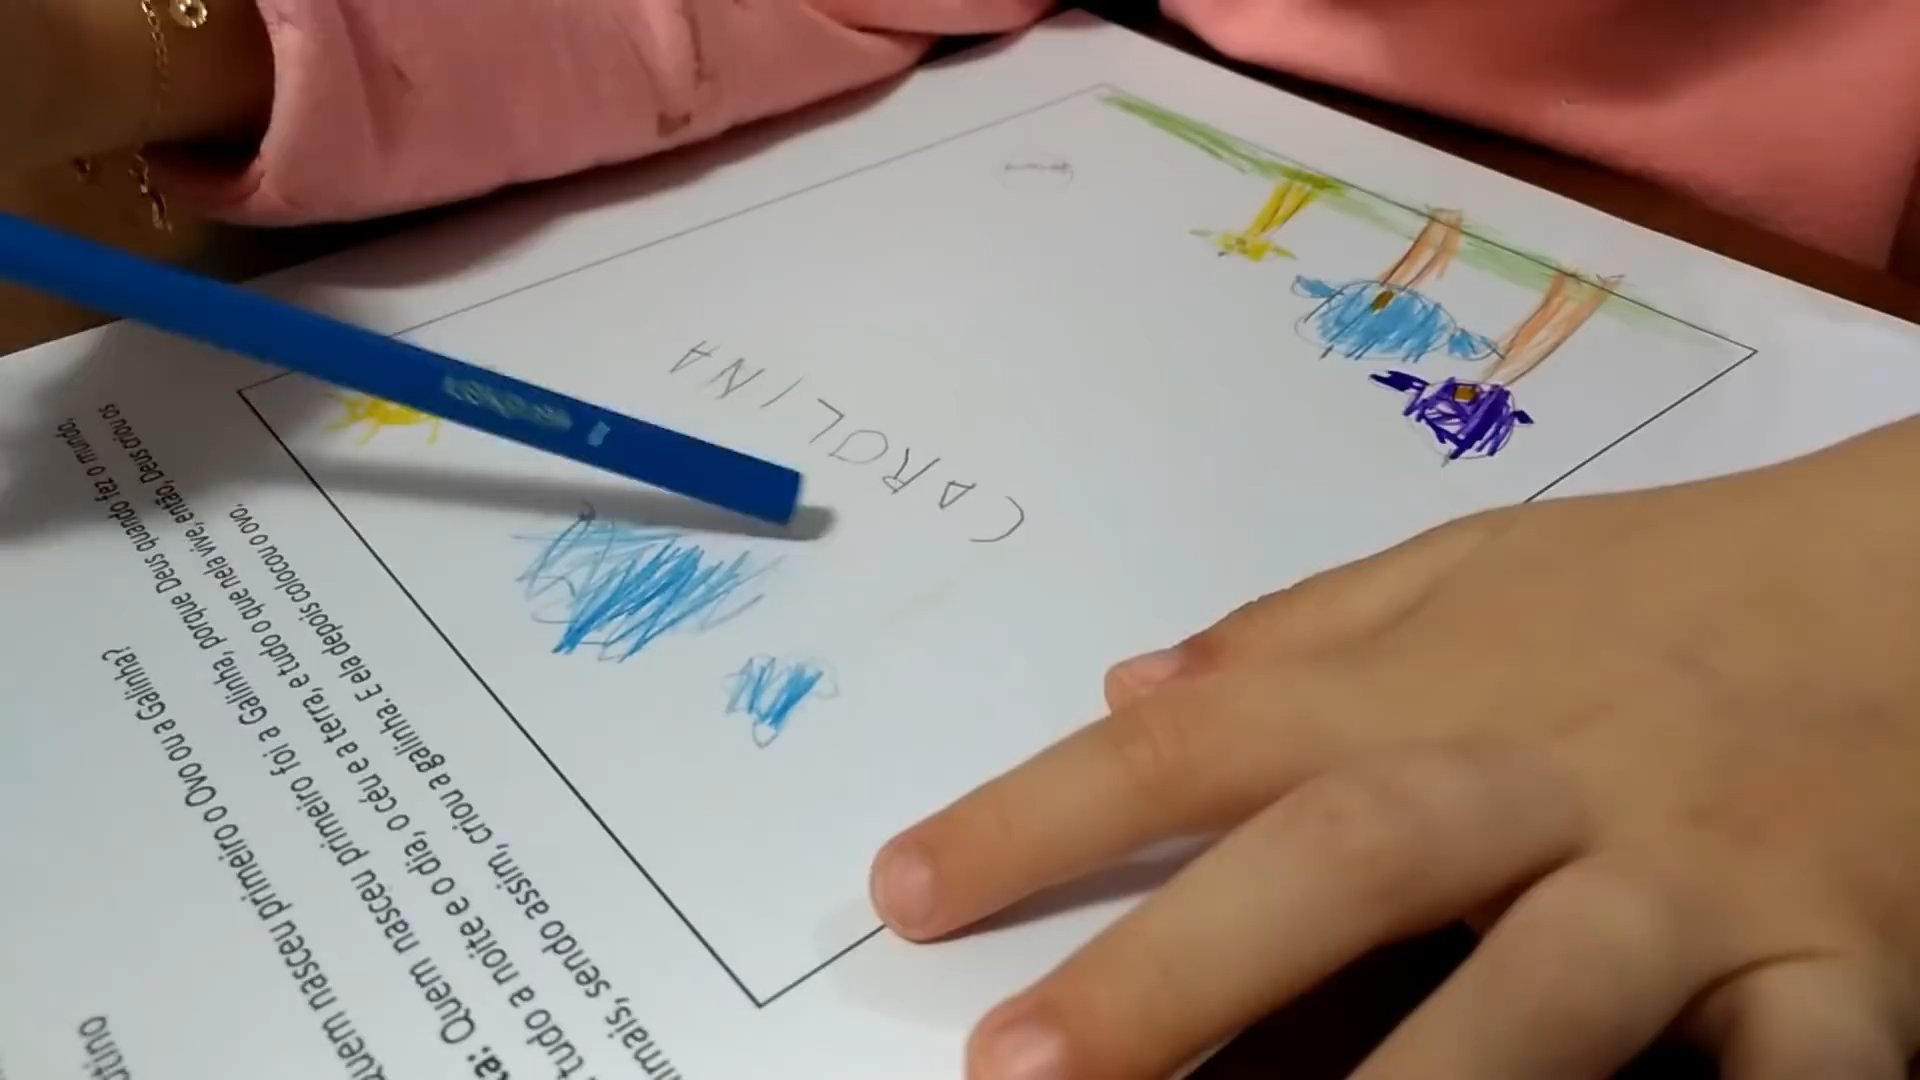 quem nasceu primeiro o Ovo ou a Galinha?
Quem nasceu primeiro foi a Galinha, porque Deus quando fez o mundo,
tudo a noite e o dia, o céu e a terra, e tudo o que nela vive, então, Deus criou os
imais, sendo assim, criou a galinha. E ela depois colocou o ovo.
CAROLINA